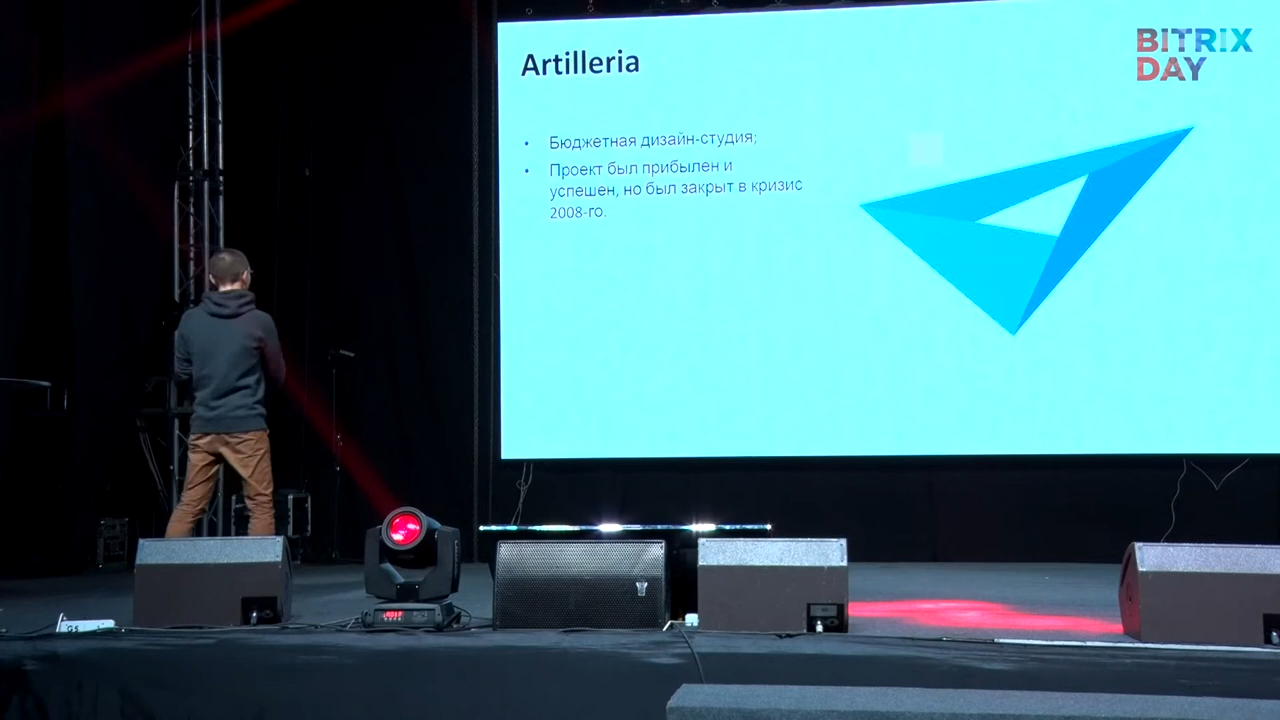 Artilleria
BITRIX
DAY
• Бюджетная дизайн-студия;
• Проект был прибылен и
успешен, но был закрыт в кризис
2008-го.